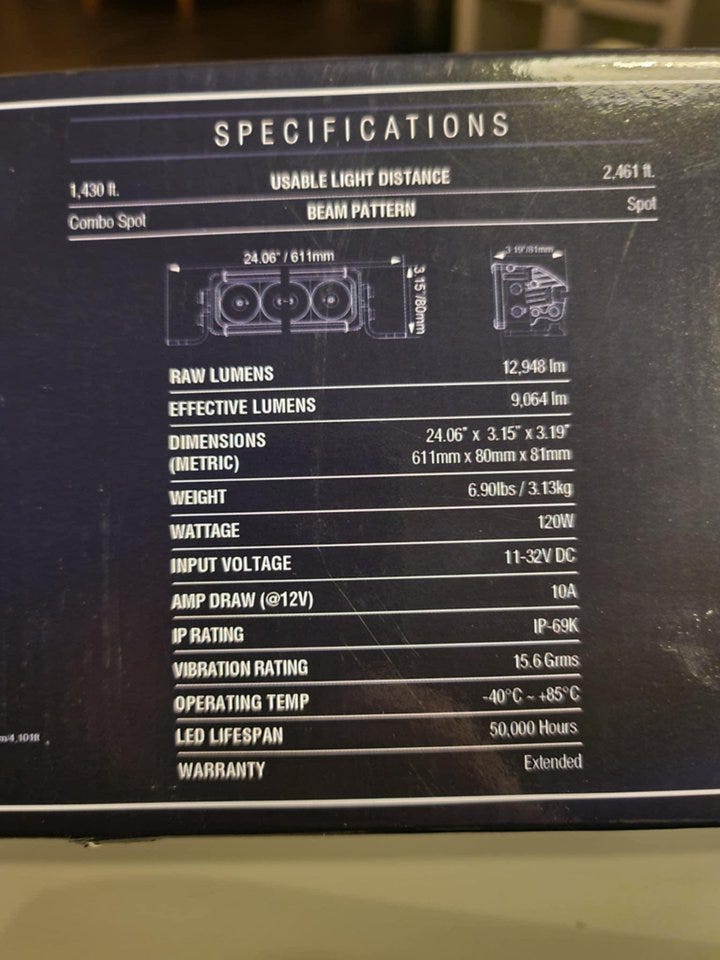 SPECIFICATIONS
1,430 ft. USABLE LIGHT DISTANCE 2,461 ft.
Combo Spot BEAM PATTERN Spot
24.06" / 611mm
3.15"/80mm
3.19"/81mm
RAW LUMENS 12,948 lm
EFFECTIVE LUMENS 9,064 lm
DIMENSIONS 24.06" x 3.15" x 3.19"
(METRIC) 611mm x 80mm x 81mm
WEIGHT 6.90lbs / 3.13kg
WATTAGE 120W
INPUT VOLTAGE 11-32V DC
AMP DRAW (@12V) 10A
IP RATING IP-69K
VIBRATION RATING 15.6 Grms
OPERATING TEMP -40°C ~ +85°C
LED LIFESPAN 50,000 Hours
WARRANTY Extended
m/4,101ft